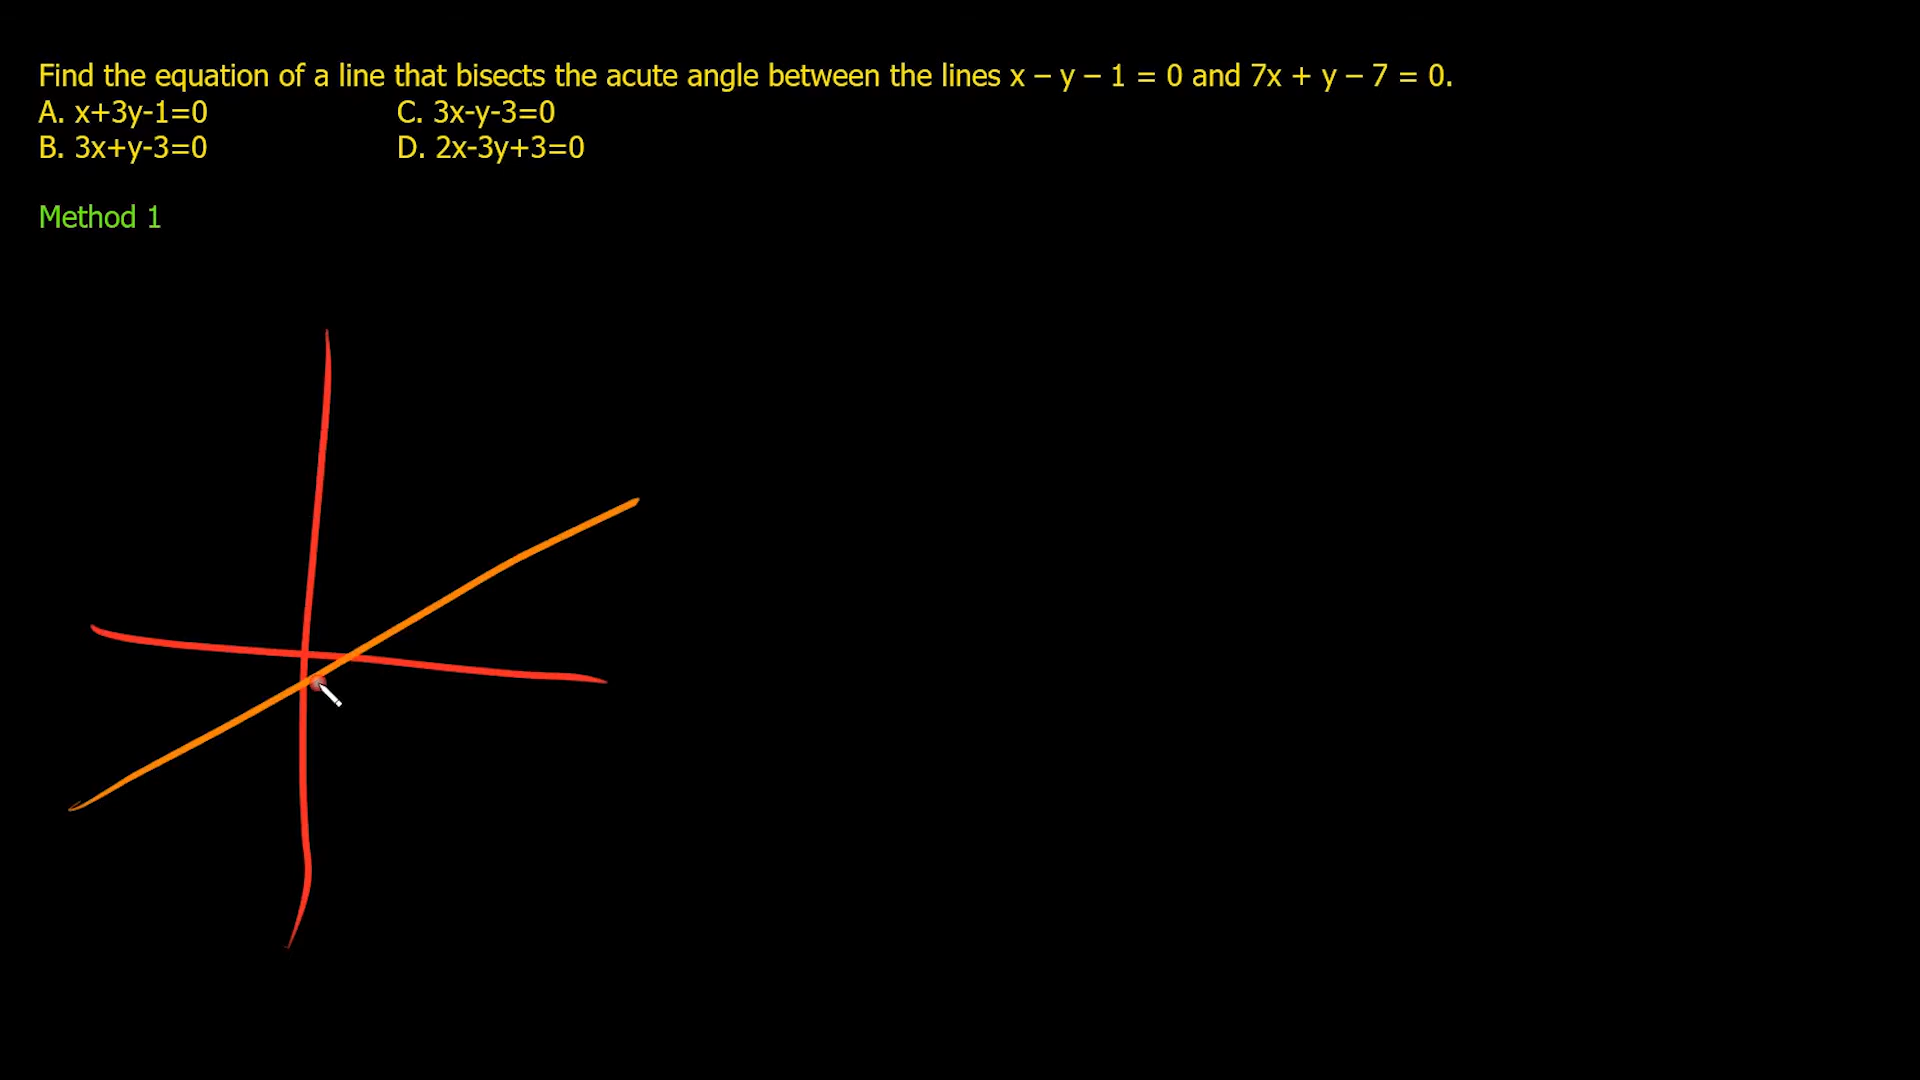 Find the equation of a line that bisects the acute angle between the lines x – y – 1 = 0 and 7x + y – 7 = 0.
A. x+3y-1=0 C. 3x-y-3=0
B. 3x+y-3=0 D. 2x-3y+3=0
Method 1